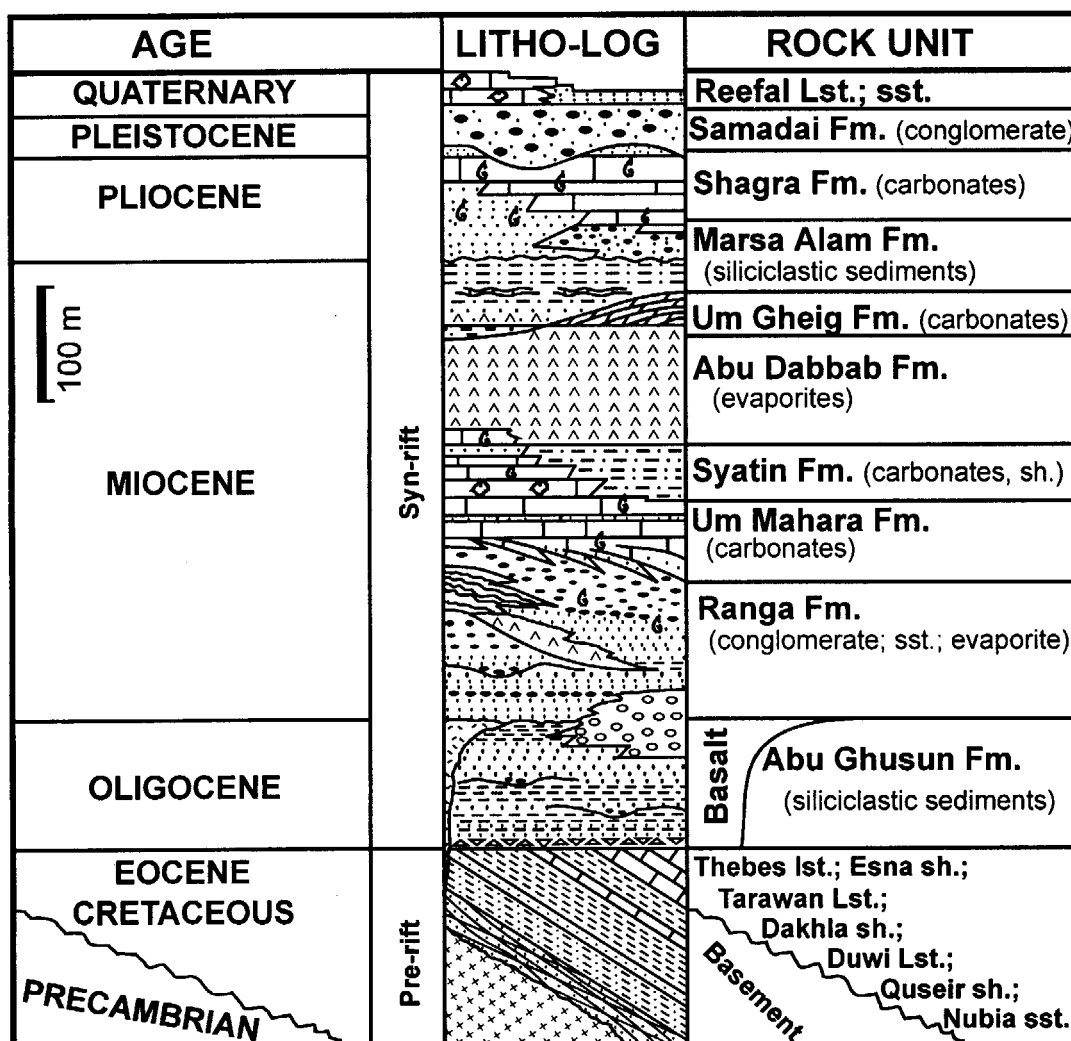 AGE
LITHO-LOG
ROCK UNIT
QUATERNARY
PLEISTOCENE
PLIOCENE
100 m
MIOCENE
OLIGOCENE
EOCENE
CRETACEOUS
PRECAMBRIAN
Syn-rift
Pre-rift
Reefal Lst.; sst.
Samadai Fm. (conglomerate)
Shagra Fm. (carbonates)
Marsa Alam Fm.
(siliciclastic sediments)
Um Gheig Fm. (carbonates)
Abu Dabbab Fm.
(evaporites)
Syatin Fm. (carbonates, sh.)
Um Mahara Fm.
(carbonates)
Ranga Fm.
(conglomerate; sst.; evaporite)
Basalt
Abu Ghusun Fm.
(siliciclastic sediments)
Thebes lst.; Esna sh.;
Tarawan Lst.;
Dakhla sh.;
Duwi Lst.;
Quseir sh.;
Nubia sst.
Basement